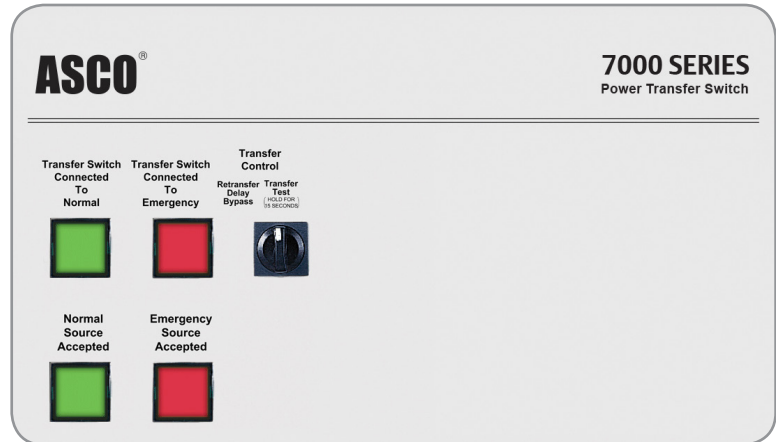 ASCO®
7000 SERIES
Power Transfer Switch
Transfer Switch
Connected
To
Normal
Transfer Switch
Connected
To
Emergency
Transfer
Control
Retransfer
Delay
Bypass
Transfer
Test
[HOLD FOR
15 SECONDS]
Normal
Source
Accepted
Emergency
Source
Accepted